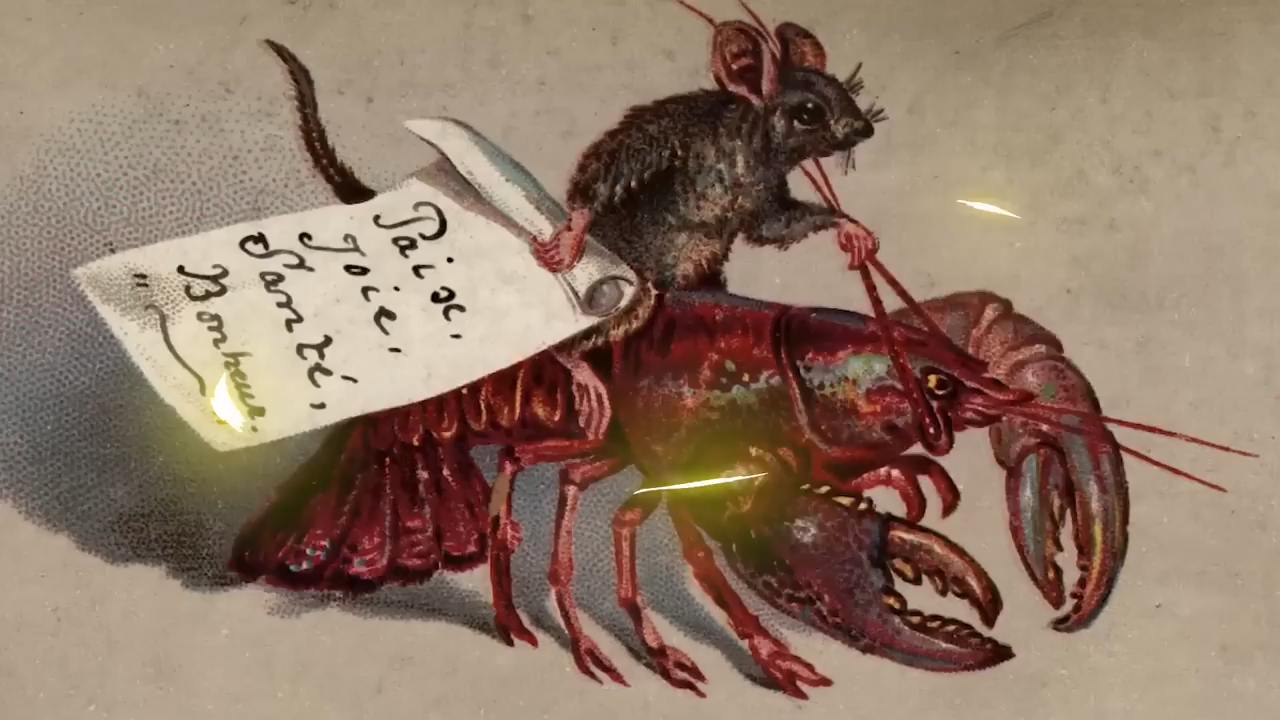 Paix,
Joie,
Santé,
Bonheur.
"